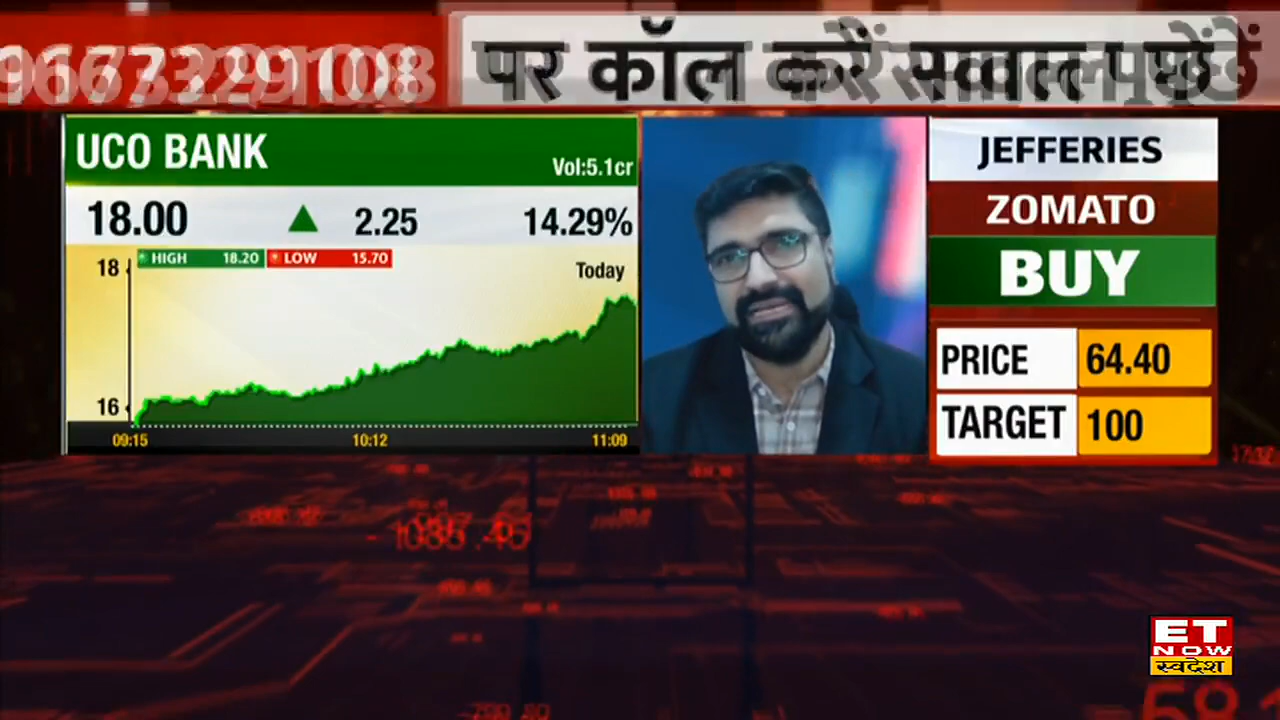 पर कॉल करें
UCO BANK
Vol:5.1cr
18.00 ▲ 2.25 14.29%
HIGH 18.20 LOW 15.70
Today
18
16
09:15 10:12 11:09
JEFFERIES
ZOMATO
BUY
PRICE 64.40
TARGET 100
ET
NOW
स्वदेश